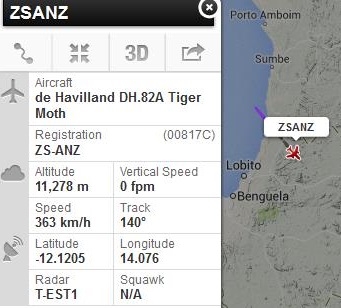 ZSANZ
3D
Aircraft
de Havilland DH.82A Tiger
Moth
Registration (00817C)
ZS-ANZ
Altitude Vertical Speed
11,278 m 0 fpm
Speed Track
363 km/h 140°
Latitude Longitude
-12.1205 14.076
Radar Squawk
T-EST1 N/A
Porto Amboim
Sumbe
ZSANZ
Lobito
Benguela